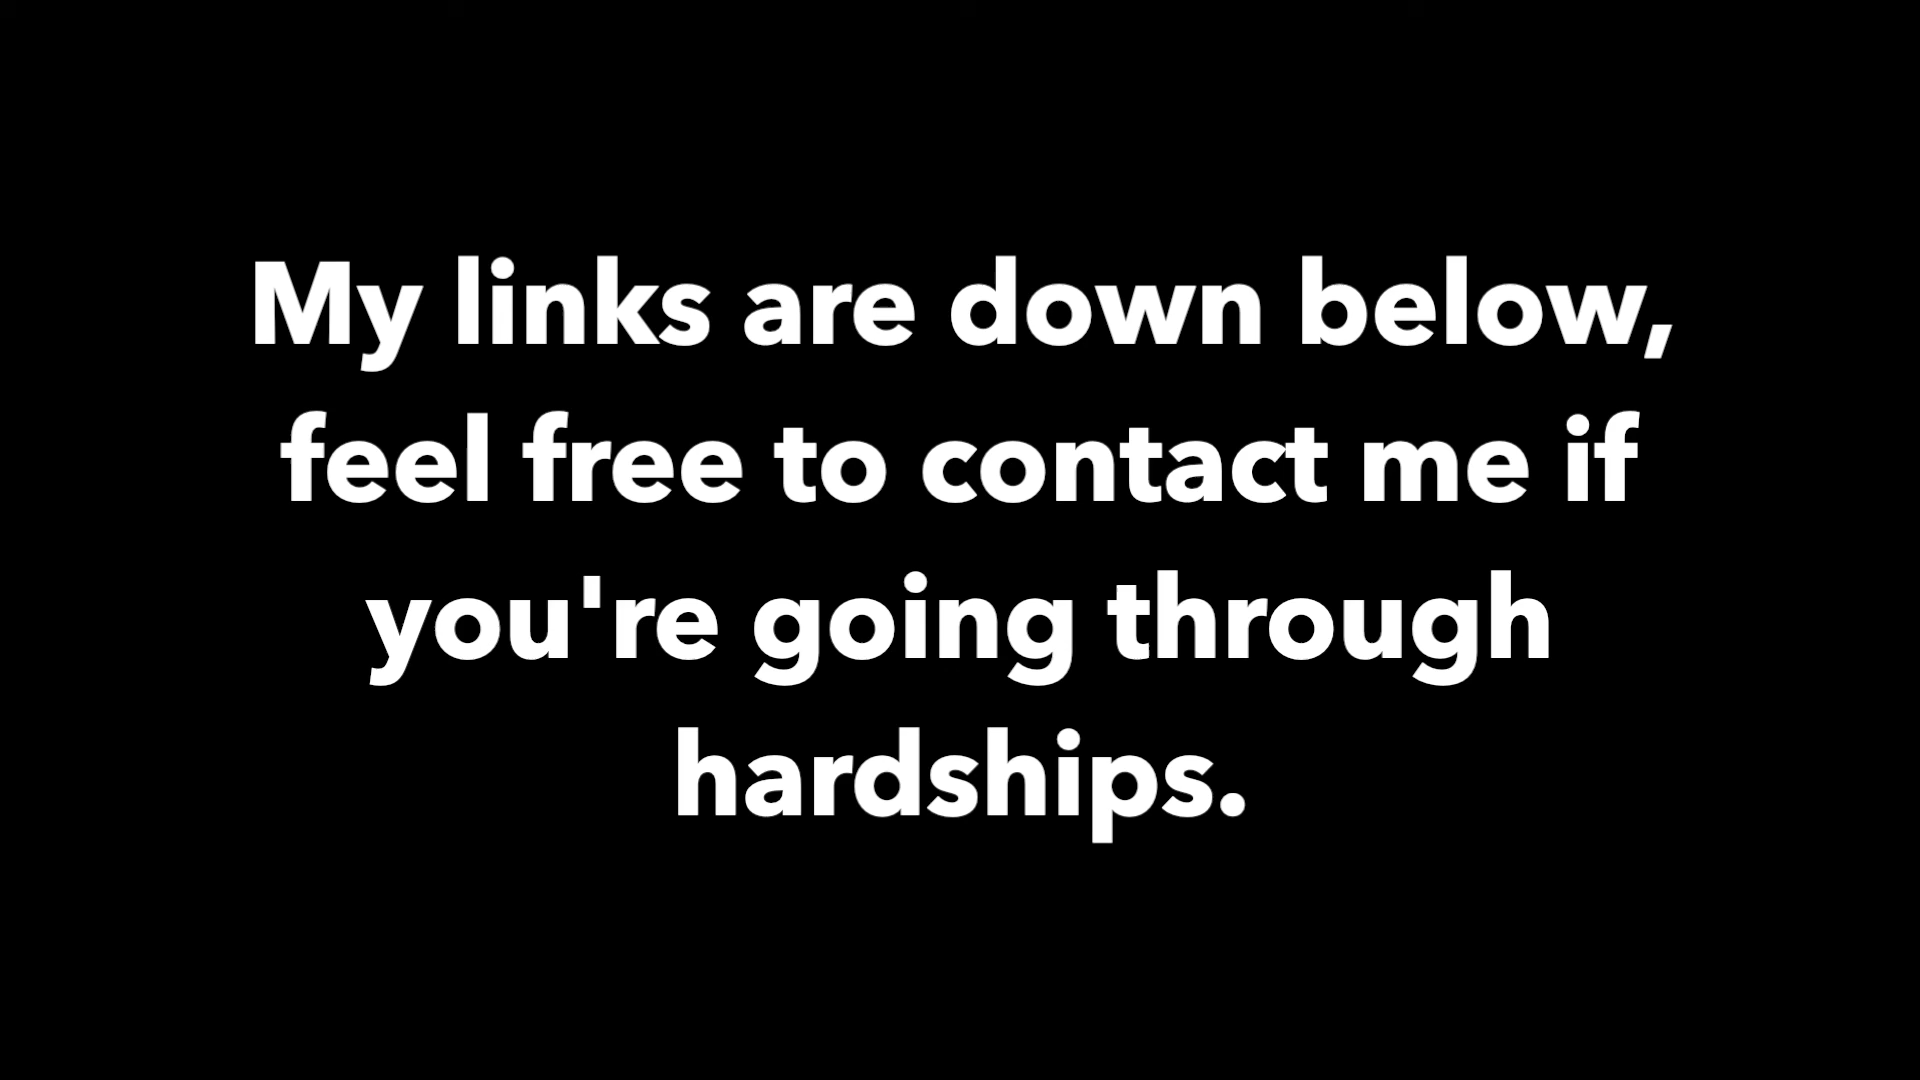 My links are down below,
feel free to contact me if
you're going through
hardships.